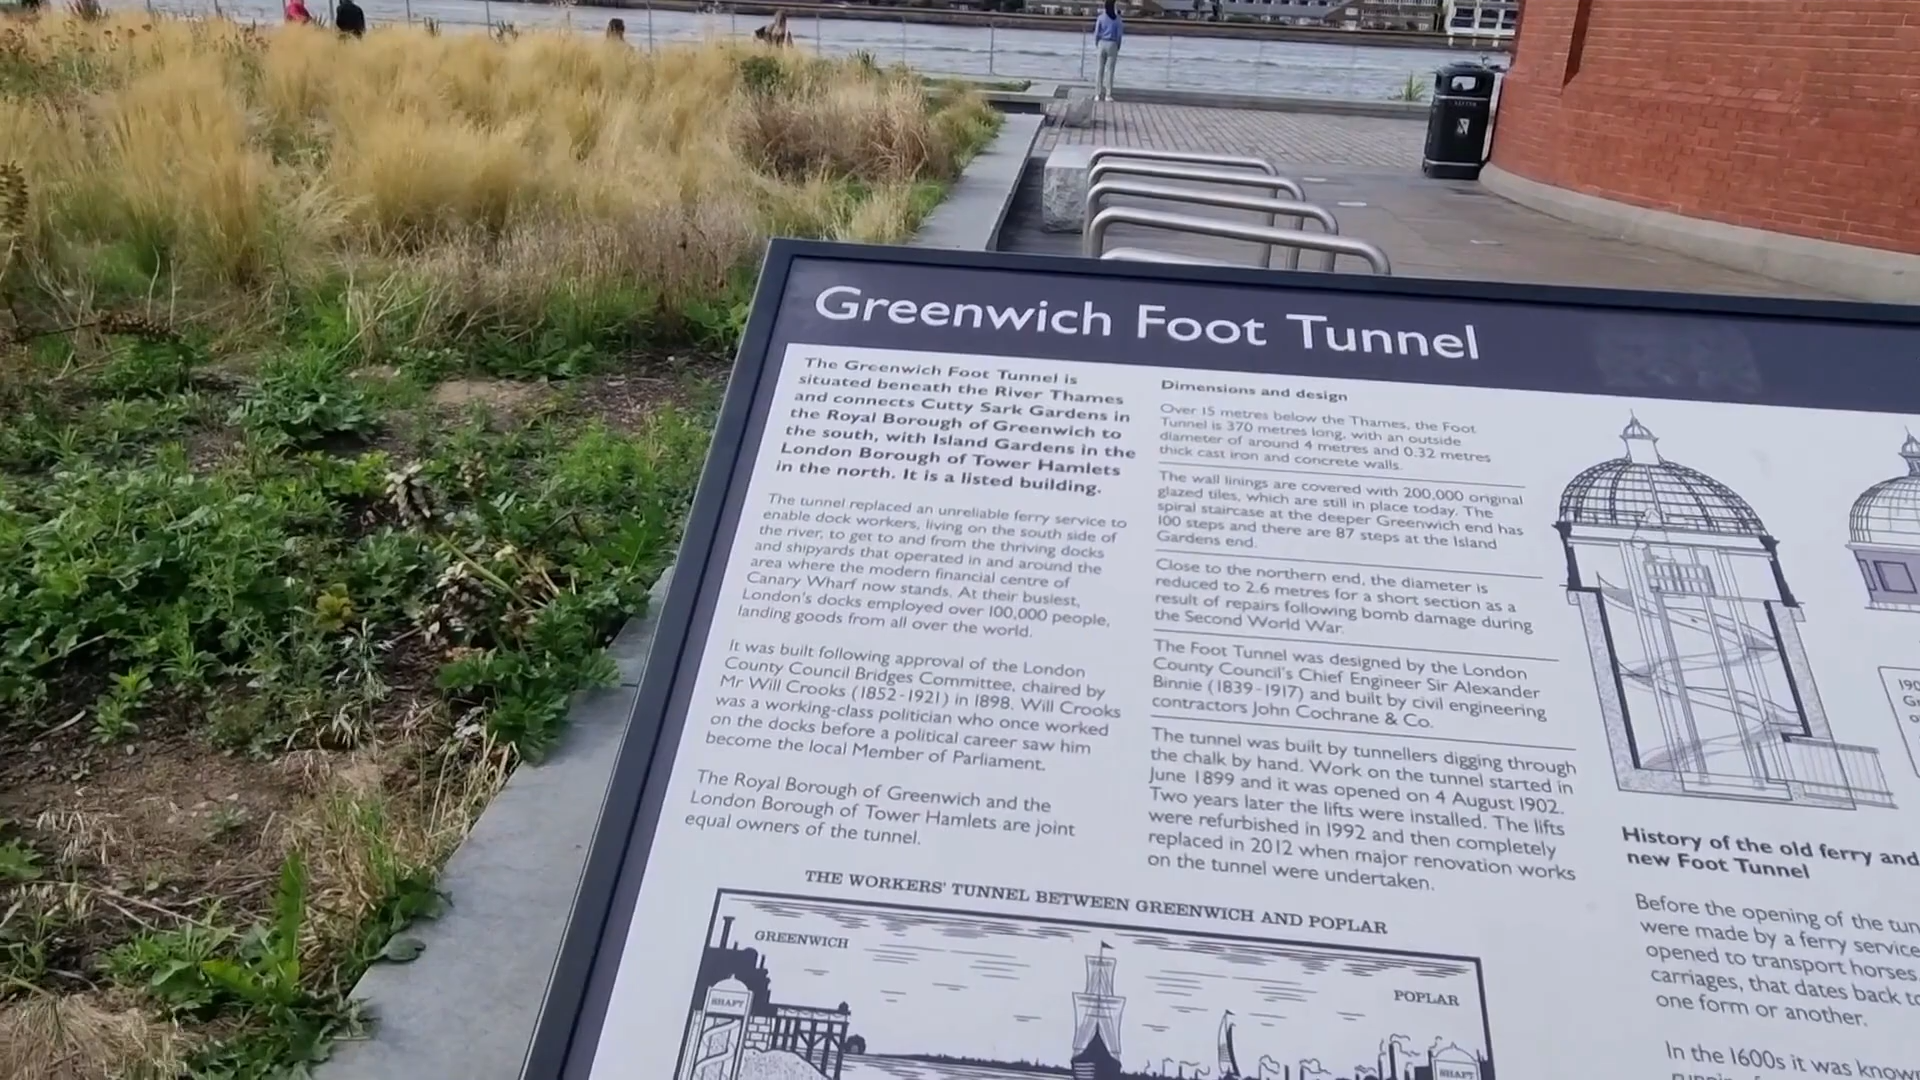 Greenwich Foot Tunnel
The Greenwich Foot Tunnel is
situated beneath the River Thames
and connects Cutty Sark Gardens in
the Royal Borough of Greenwich to
the south, with Island Gardens in the
London Borough of Tower Hamlets
in the north. It is a listed building.
The tunnel replaced an unreliable ferry service to
enable dock workers, living on the south side of
the river, to get to and from the thriving docks
and shipyards that operated in and around the
area where the modern financial centre of
Canary Wharf now stands. At their busiest,
London's docks employed over 100,000 people,
landing goods from all over the world.
It was built following approval of the London
County Council Bridges Committee, chaired by
Mr Will Crooks (1852-1921) in 1898. Will Crooks
was a working-class politician who once worked
on the docks before a political career saw him
become the local Member of Parliament.
The Royal Borough of Greenwich and the
London Borough of Tower Hamlets are joint
equal owners of the tunnel.
Dimensions and design
Over 15 metres below the Thames, the Foot
Tunnel is 370 metres long, with an outside
diameter of around 4 metres and 0.32 metres
thick cast iron and concrete walls.
The wall linings are covered with 200,000 original
glazed tiles, which are still in place today. The
spiral staircase at the deeper Greenwich end has
100 steps and there are 87 steps at the Island
Gardens end.
Close to the northern end, the diameter is
reduced to 2.6 metres for a short section as a
result of repairs following bomb damage during
the Second World War.
The Foot Tunnel was designed by the London
County Council's Chief Engineer Sir Alexander
Binnie (1839-1917) and built by civil engineering
contractors John Cochrane & Co.
The tunnel was built by tunnellers digging through
the chalk by hand. Work on the tunnel started in
June 1899 and it was opened on 4 August 1902.
Two years later the lifts were installed. The lifts
were refurbished in 1992 and then completely
replaced in 2012 when major renovation works
on the tunnel were undertaken.
THE WORKERS' TUNNEL BETWEEN GREENWICH AND POPLAR
GREENWICH
POPLAR
SHAFT
SHAFT
History of the old ferry and
new Foot Tunnel
Before the opening of the tun
were made by a ferry service
opened to transport horses,
carriages, that dates back to
one form or another.
In the 1600s it was known